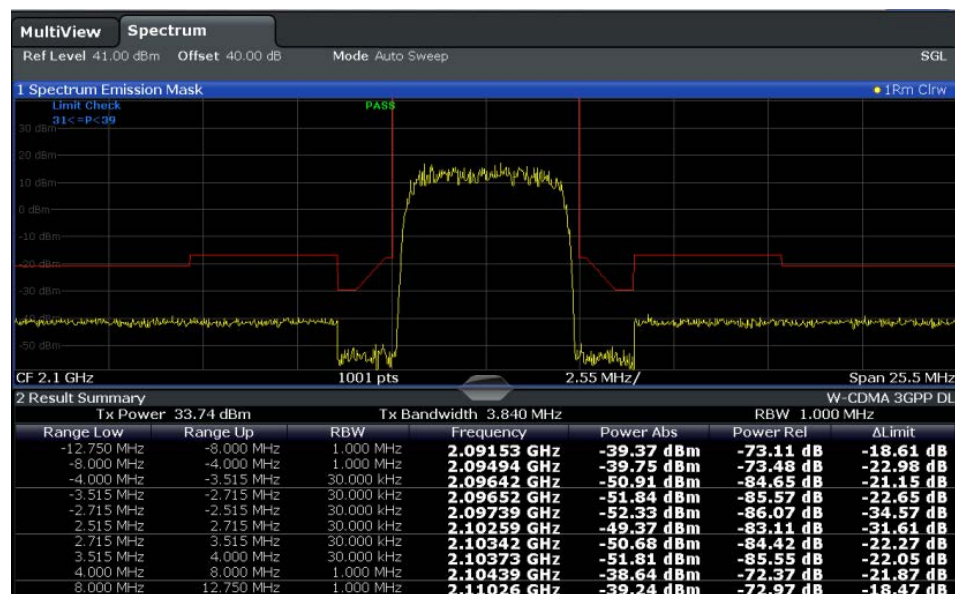 MultiView Spectrum
Ref Level 41.00 dBm Offset 40.00 dB Mode Auto Sweep SGL
1 Spectrum Emission Mask 1Rm Clrw
Limit Check PASS
31<=P<39
30 dBm
20 dBm
10 dBm
0 dBm
-10 dBm
-20 dBm
-30 dBm
-40 dBm
-50 dBm
CF 2.1 GHz 1001 pts 2.55 MHz/ Span 25.5 MHz
2 Result Summary W-CDMA 3GPP DL
Tx Power 33.74 dBm Tx Bandwidth 3.840 MHz RBW 1.000 MHz
Range Low Range Up RBW Frequency Power Abs Power Rel ΔLimit
-12.750 MHz -8.000 MHz 1.000 MHz 2.09153 GHz -39.37 dBm -73.11 dB -18.61 dB
-8.000 MHz -4.000 MHz 1.000 MHz 2.09494 GHz -39.75 dBm -73.48 dB -22.98 dB
-4.000 MHz -3.515 MHz 30.000 kHz 2.09642 GHz -50.91 dBm -84.65 dB -21.15 dB
-3.515 MHz -2.715 MHz 30.000 kHz 2.09652 GHz -51.84 dBm -85.57 dB -22.65 dB
-2.715 MHz -2.515 MHz 30.000 kHz 2.09739 GHz -52.33 dBm -86.07 dB -34.57 dB
2.515 MHz 2.715 MHz 30.000 kHz 2.10259 GHz -49.37 dBm -83.11 dB -31.61 dB
2.715 MHz 3.515 MHz 30.000 kHz 2.10342 GHz -50.68 dBm -84.42 dB -22.27 dB
3.515 MHz 4.000 MHz 30.000 kHz 2.10373 GHz -51.81 dBm -85.55 dB -22.05 dB
4.000 MHz 8.000 MHz 1.000 MHz 2.10439 GHz -38.64 dBm -72.37 dB -21.87 dB
8.000 MHz 12.750 MHz 1.000 MHz 2.11026 GHz -39.24 dBm -72.97 dB -18.47 dB